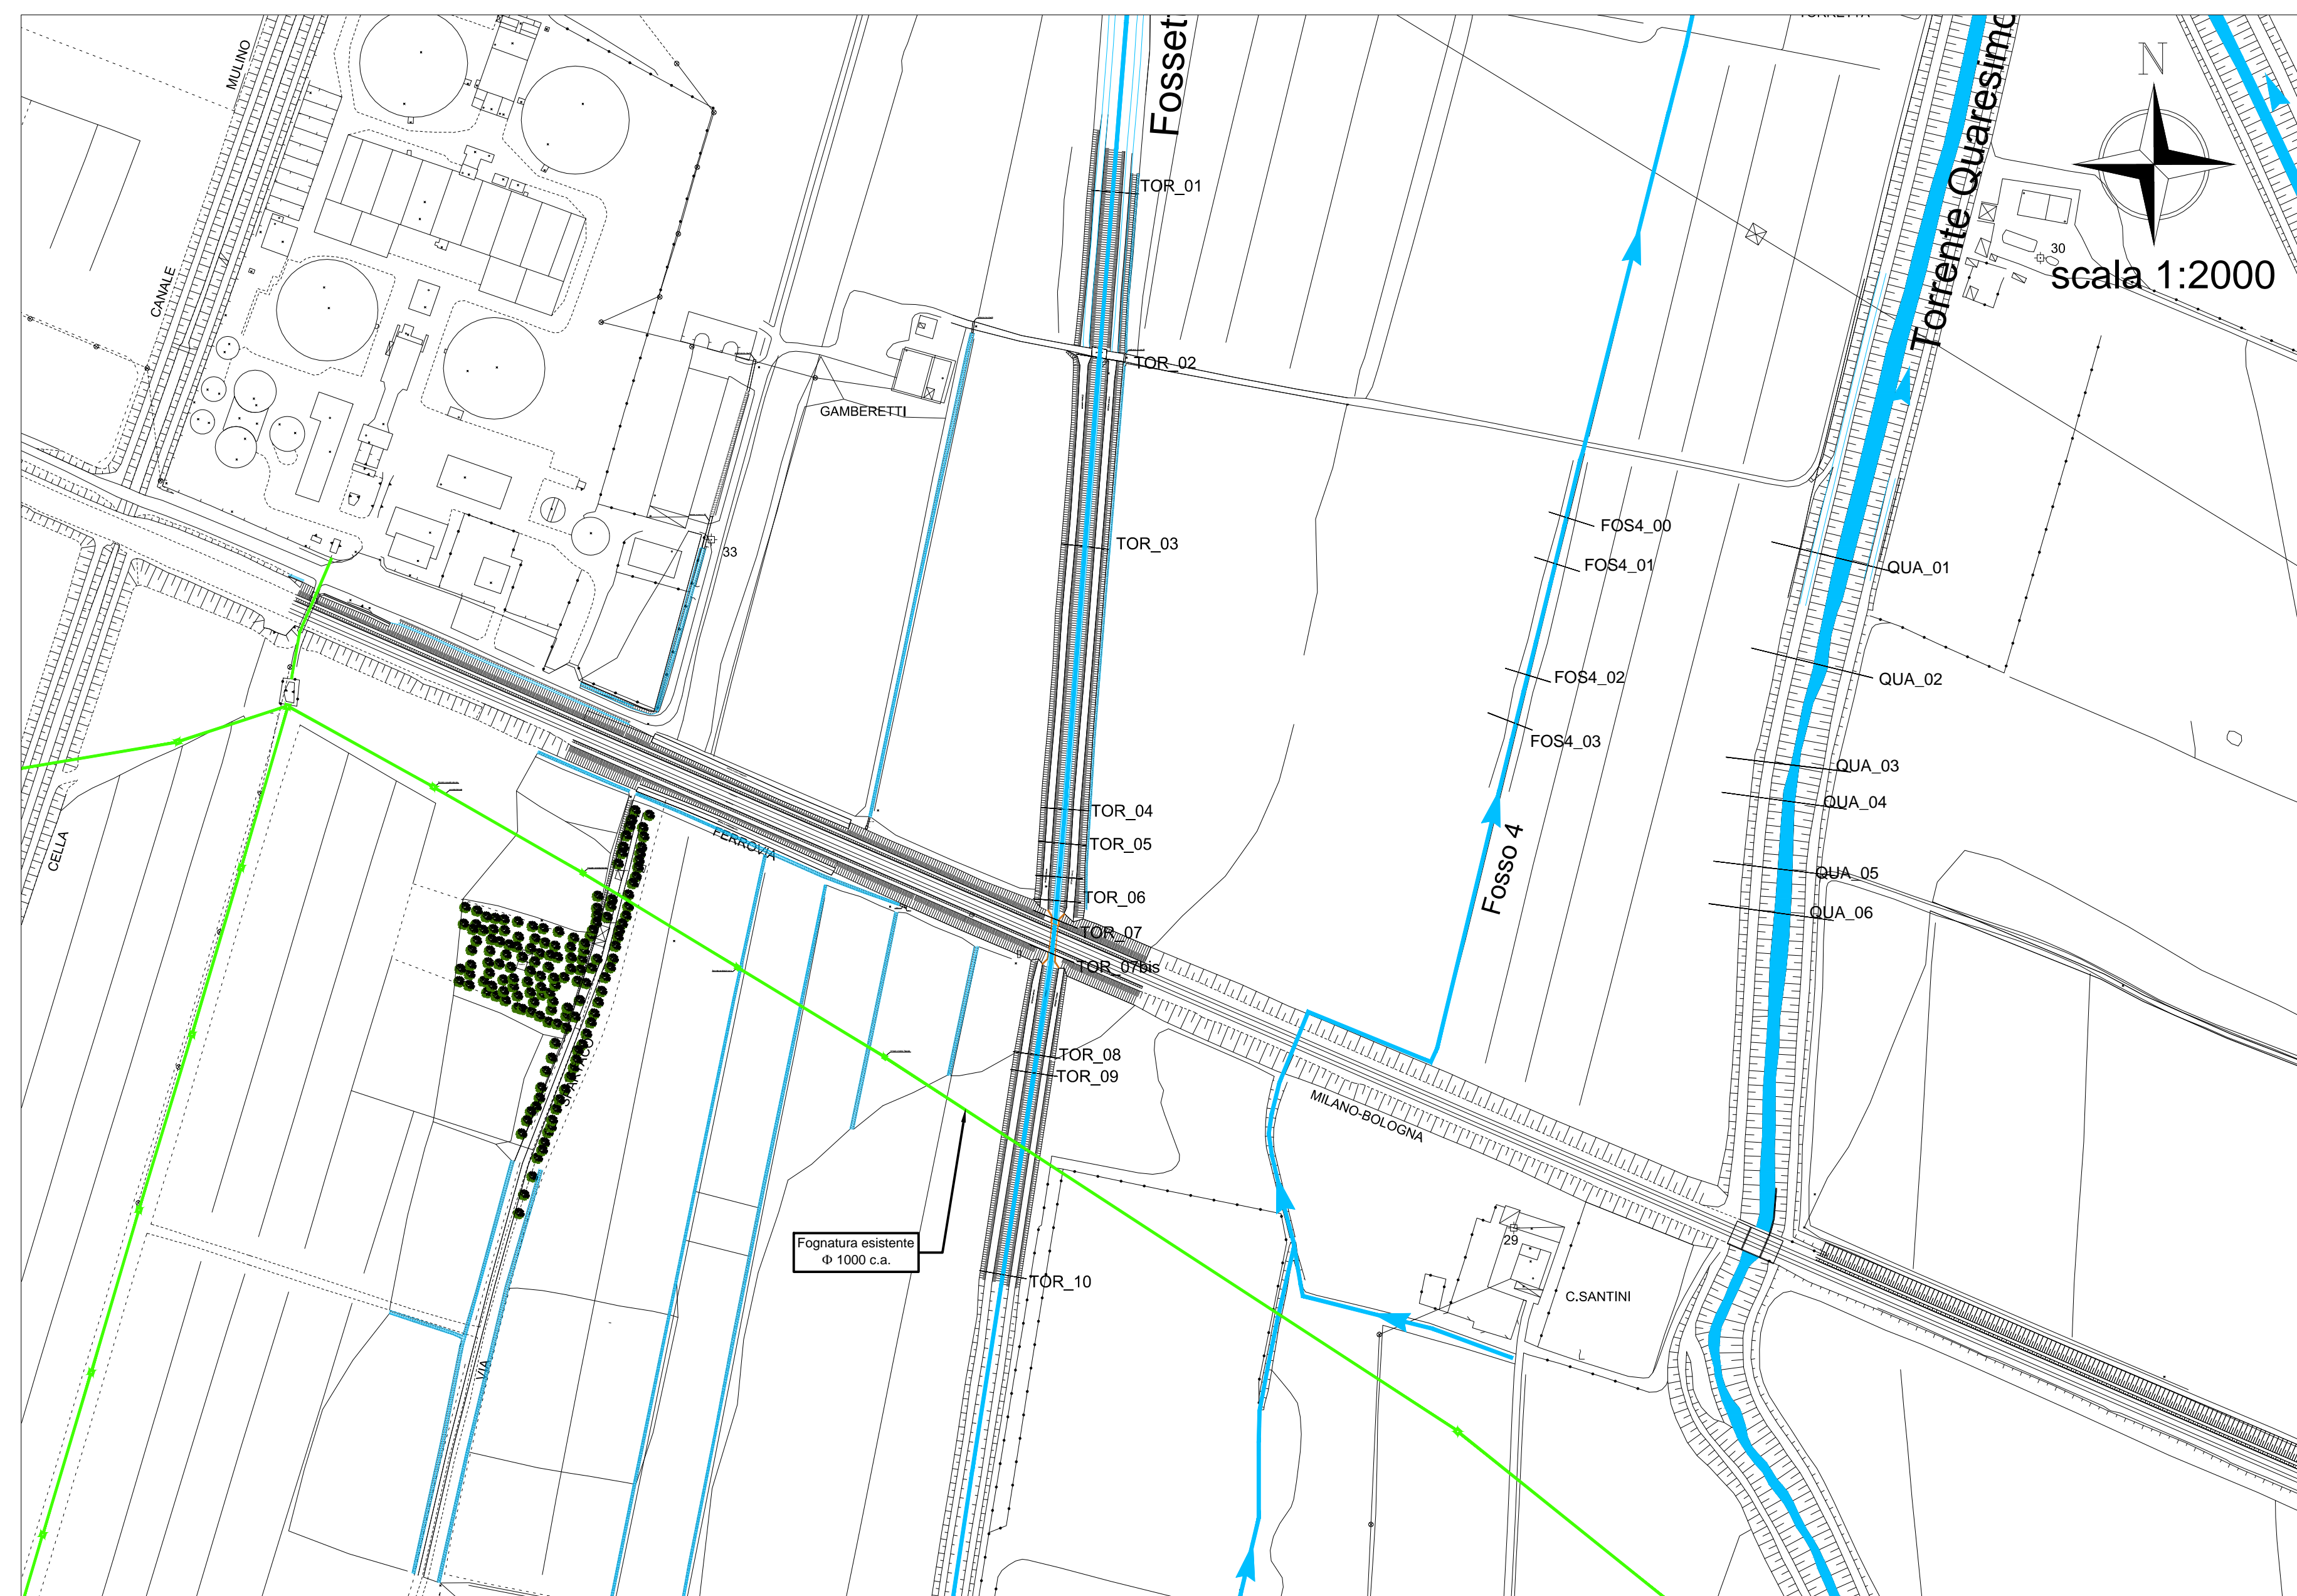 MULINO
CANALE
Fosset
Torrente Quaresimo
N
scala 1:2000
30
TOR_01
TOR_02
GAMBERETTI
33
TOR_03
FOS4_00
FOS4_01
FOS4_02
FOS4_03
QUA_01
QUA_02
QUA_03
QUA_04
QUA_05
QUA_06
CELLA
FERROVIA
TOR_04
TOR_05
TOR_06
TOR_07
TOR_07bis
TOR_08
TOR_09
TOR_10
Fosso 4
MILANO-BOLOGNA
VIA
SPARTACO
Fognatura esistente
Φ 1000 c.a.
29
C.SANTINI